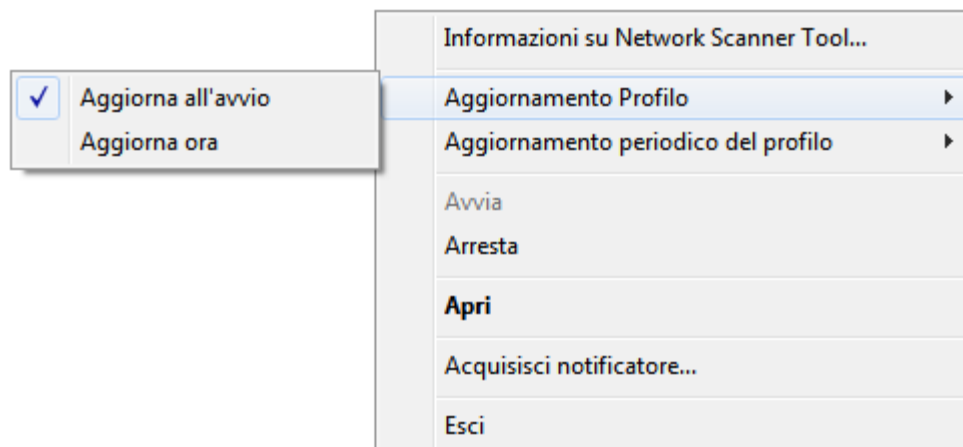 Informazioni su Network Scanner Tool...
Aggiornamento Profilo
Aggiorna all'avvio
Aggiorna ora
Aggiornamento periodico del profilo
Avvia
Arresta
Apri
Acquisisci notificatore...
Esci